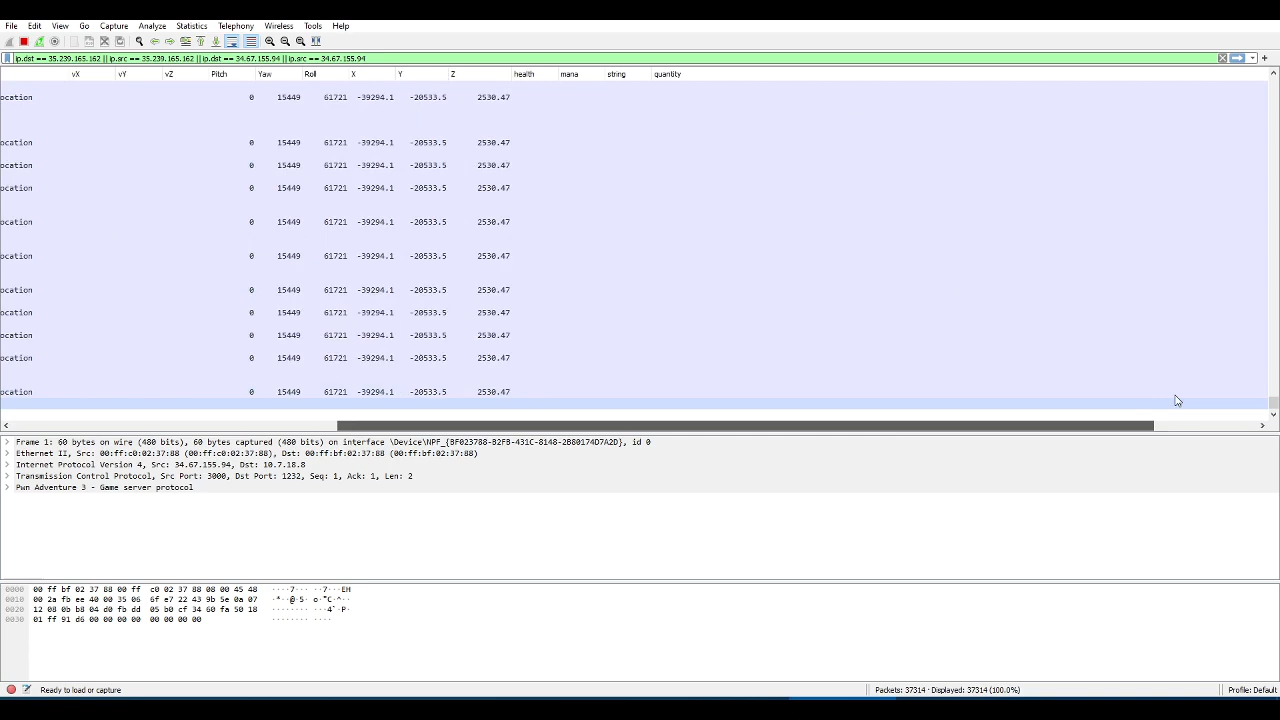 File Edit View Go Capture Analyze Statistics Telephony Wireless Tools Help
ip.dst == 35.239.165.162 || ip.src == 35.239.165.162 || ip.dst == 34.67.155.94 || ip.src == 34.67.155.94
vX vY vZ Pitch Yaw Roll X Y Z health mana string quantity
ocation 0 15449 61721 -39294.1 -20533.5 2530.47
ocation 0 15449 61721 -39294.1 -20533.5 2530.47
ocation 0 15449 61721 -39294.1 -20533.5 2530.47
ocation 0 15449 61721 -39294.1 -20533.5 2530.47
ocation 0 15449 61721 -39294.1 -20533.5 2530.47
ocation 0 15449 61721 -39294.1 -20533.5 2530.47
ocation 0 15449 61721 -39294.1 -20533.5 2530.47
ocation 0 15449 61721 -39294.1 -20533.5 2530.47
ocation 0 15449 61721 -39294.1 -20533.5 2530.47
ocation 0 15449 61721 -39294.1 -20533.5 2530.47
ocation 0 15449 61721 -39294.1 -20533.5 2530.47
Frame 1: 60 bytes on wire (480 bits), 60 bytes captured (480 bits) on interface \Device\NPF_{BF023788-B2FB-431C-8148-2B80174D7A2D}, id 0
Ethernet II, Src: 00:ff:c0:02:37:88 (00:ff:c0:02:37:88), Dst: 00:ff:bf:02:37:88 (00:ff:bf:02:37:88)
Internet Protocol Version 4, Src: 34.67.155.94, Dst: 10.7.18.8
Transmission Control Protocol, Src Port: 3000, Dst Port: 1232, Seq: 1, Ack: 1, Len: 2
Pwn Adventure 3 - Game server protocol
0000 00 ff bf 02 37 88 00 ff c0 02 37 88 08 00 45 48 ····7··· ··7···EH
0010 00 2a fb ee 40 00 35 06 6f e7 22 43 9b 5e 0a 07 ·*··@·5· o·"C·^··
0020 12 08 0b b8 04 d0 fb dd 05 b0 cf 34 60 fa 50 18 ········ ···4`·P·
0030 01 ff 91 d6 00 00 00 00 00 00 00 00 ········ ····
Ready to load or capture Packets: 37314 · Displayed: 37314 (100.0%) Profile: Default